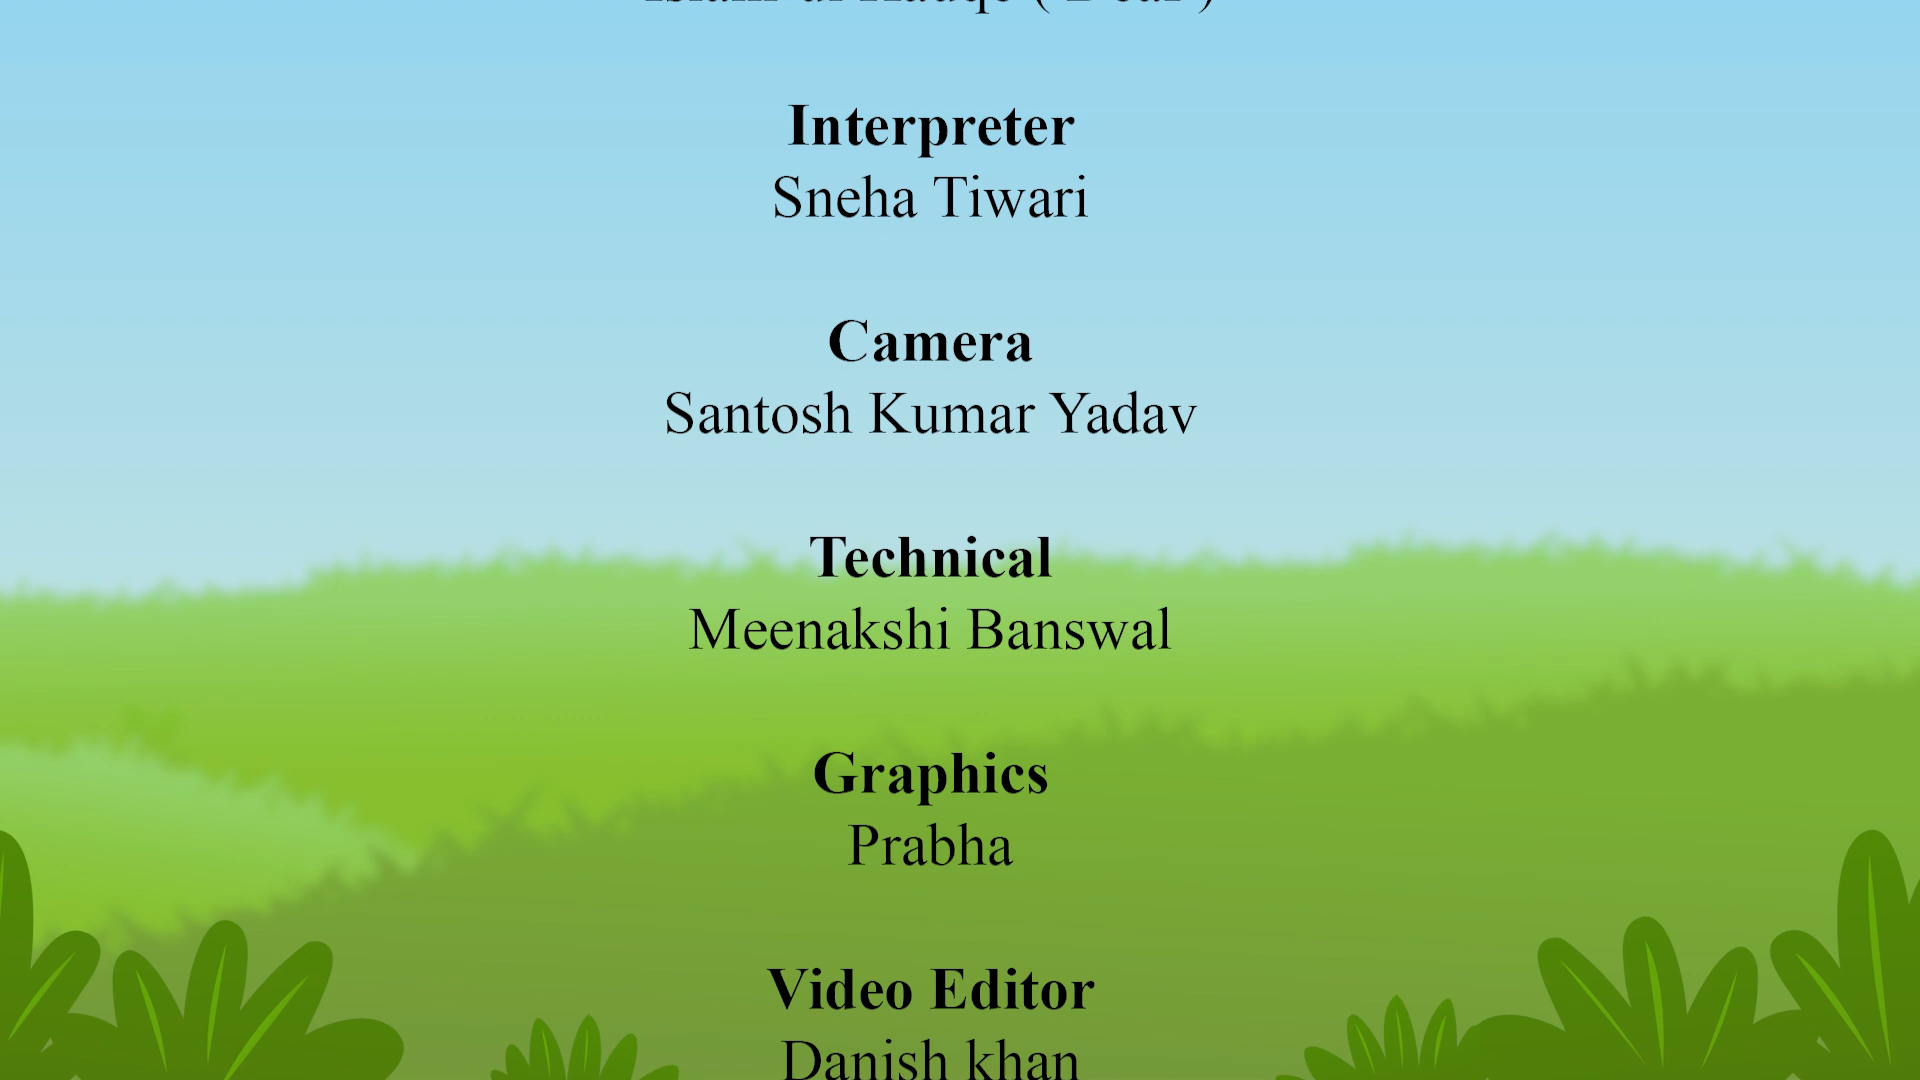 Interpreter
Sneha Tiwari
Camera
Santosh Kumar Yadav
Technical
Meenakshi Banswal
Graphics
Prabha
Video Editor
Danish khan